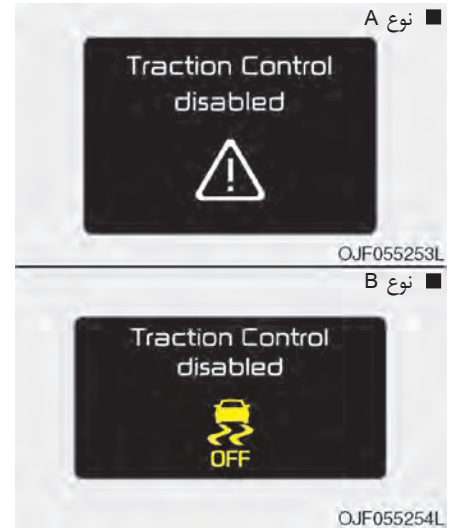 ■ نوع A
Traction Control
disabled
OJF055253L
■ نوع B
Traction Control
disabled
OFF
OJF055254L